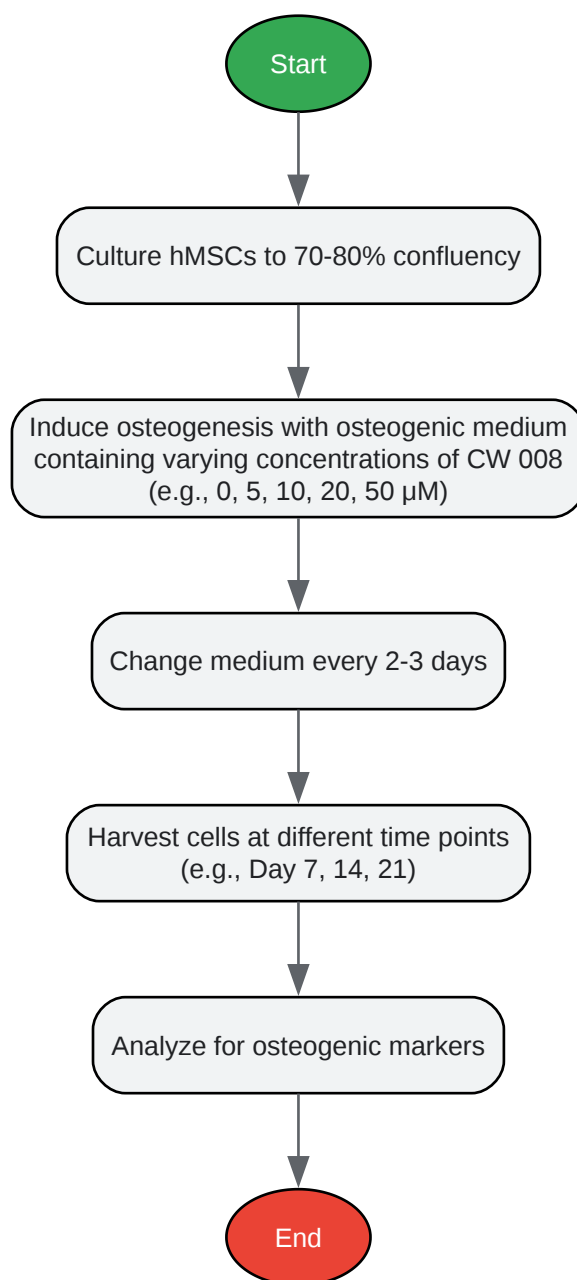 Start
Culture hMSCs to 70-80% confluency
Induce osteogenesis with osteogenic medium
containing varying concentrations of CW 008
(e.g., 0, 5, 10, 20, 50 μM)
Change medium every 2-3 days
Harvest cells at different time points
(e.g., Day 7, 14, 21)
Analyze for osteogenic markers
End